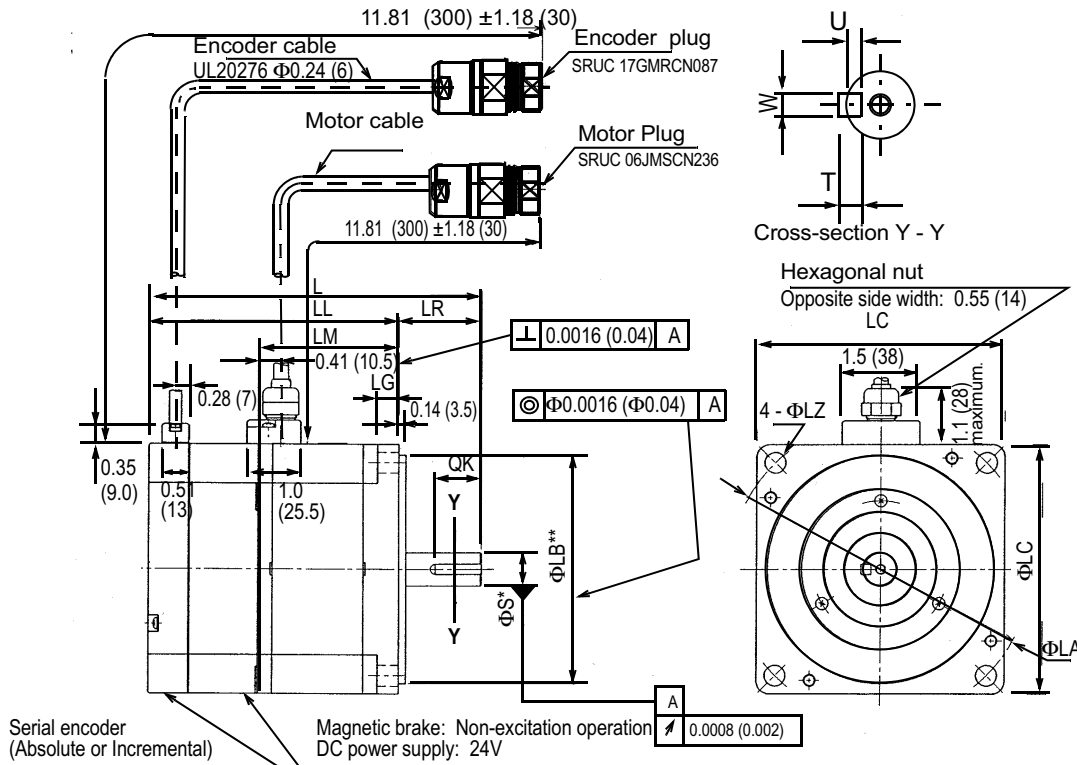 11.81 (300) ±1.18 (30)
Encoder cable
UL20276 Φ0.24 (6)
Encoder plug
SRUC 17GMRCN087
Motor cable
Motor Plug
SRUC 06JMSCN236
11.81 (300) ±1.18 (30)
U
W
T
Cross-section Y - Y
Hexagonal nut
Opposite side width: 0.55 (14)
L
LL
LR
LM
0.41 (10.5)
LG
0.28 (7)
0.14 (3.5)
⊥ 0.0016 (0.04) A
◎ Φ0.0016 (Φ0.04) A
LC
1.5 (38)
1.1 (28)
maximum.
4 - ΦLZ
0.35
(9.0)
0.51
(13)
1.0
(25.5)
QK
Y
Y
ΦS*
ΦLB**
ΦLC
ΦLA
A
↗ 0.0008 (0.002)
Serial encoder
(Absolute or Incremental)
Magnetic brake: Non-excitation operation
DC power supply: 24V